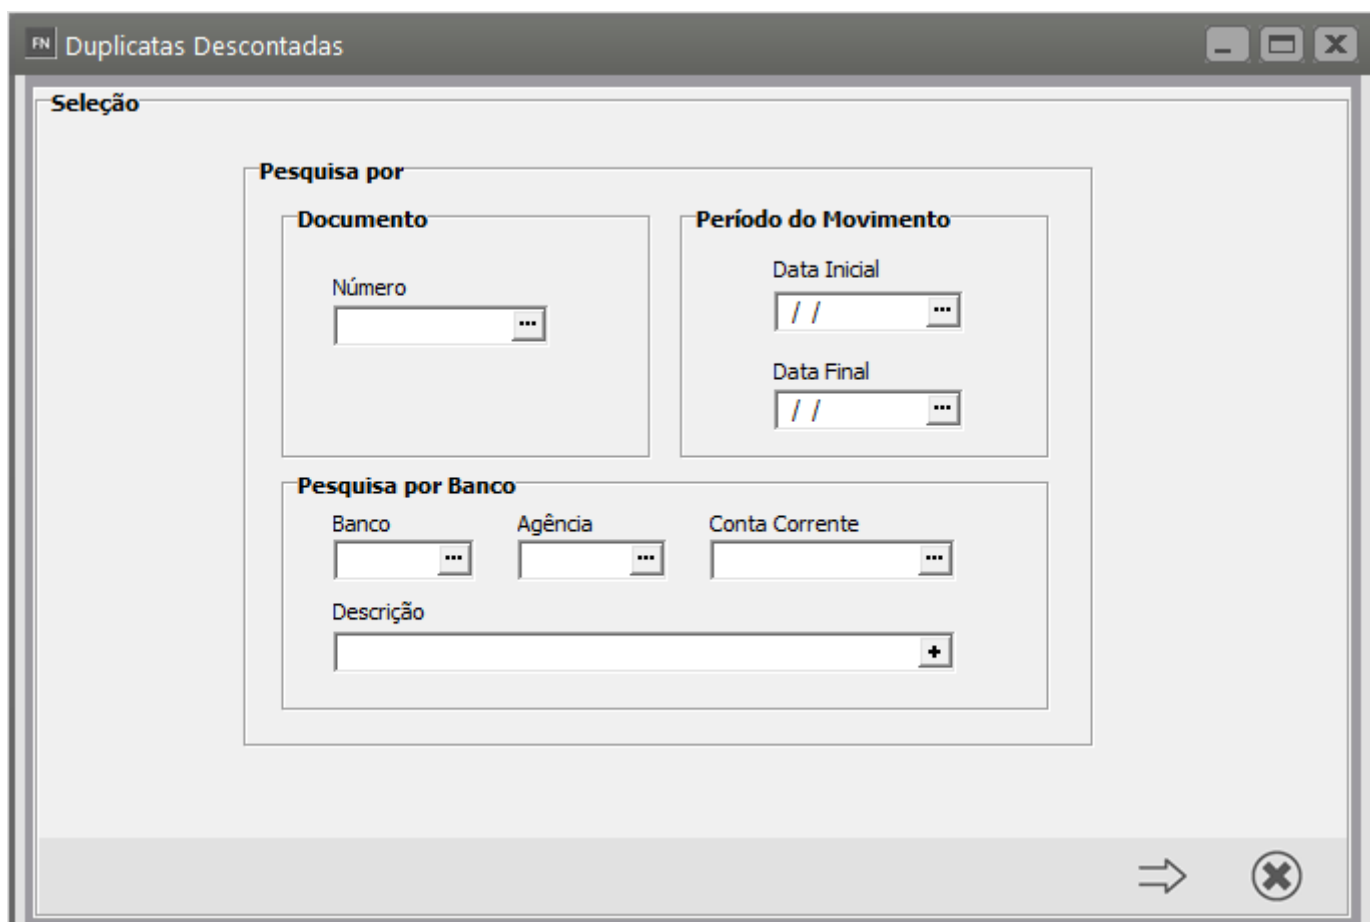 FN Duplicatas Descontadas
Seleção
Pesquisa por
Documento
Número
Período do Movimento
Data Inicial
/ /
Data Final
/ /
Pesquisa por Banco
Banco Agência Conta Corrente
Descrição